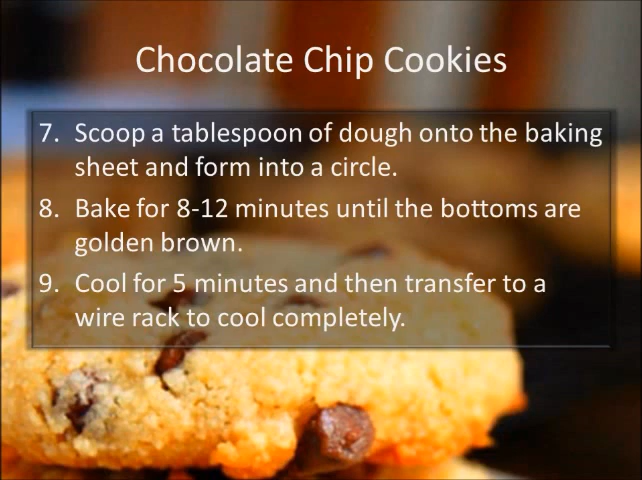 Chocolate Chip Cookies
7. Scoop a tablespoon of dough onto the baking
sheet and form into a circle.
8. Bake for 8-12 minutes until the bottoms are
golden brown.
9. Cool for 5 minutes and then transfer to a
wire rack to cool completely.